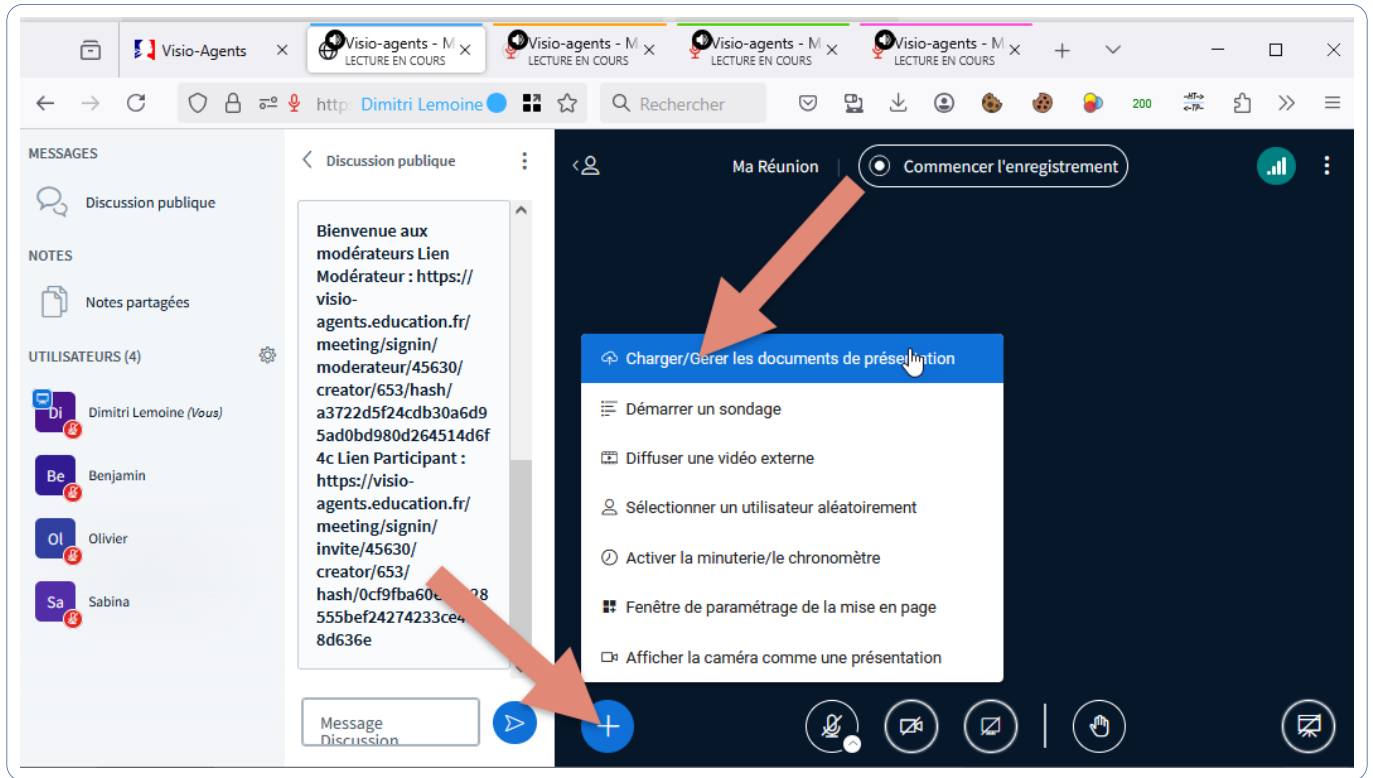 Visio-Agents
Visio-agents - M
LECTURE EN COURS
Visio-agents - M
LECTURE EN COURS
Visio-agents - M
LECTURE EN COURS
Visio-agents - M
LECTURE EN COURS
http Dimitri Lemoine
Rechercher
200
MESSAGES
Discussion publique
NOTES
Notes partagées
UTILISATEURS (4)
Di Dimitri Lemoine (Vous)
Be Benjamin
Ol Olivier
Sa Sabina
Discussion publique
Bienvenue aux
modérateurs Lien
Modérateur : https://
visio-
agents.education.fr/
meeting/signin/
moderateur/45630/
creator/653/hash/
a3722d5f24cdb30a6d9
5ad0bd980d264514d6f
4c Lien Participant :
https://visio-
agents.education.fr/
meeting/signin/
invite/45630/
creator/653/
hash/0cf9fba60
555bef24274233ce4
8d636e
Message
Discussion
Ma Réunion
Commencer l'enregistrement
Charger/Gérer les documents de présentation
Démarrer un sondage
Diffuser une vidéo externe
Sélectionner un utilisateur aléatoirement
Activer la minuterie/le chronomètre
Fenêtre de paramétrage de la mise en page
Afficher la caméra comme une présentation